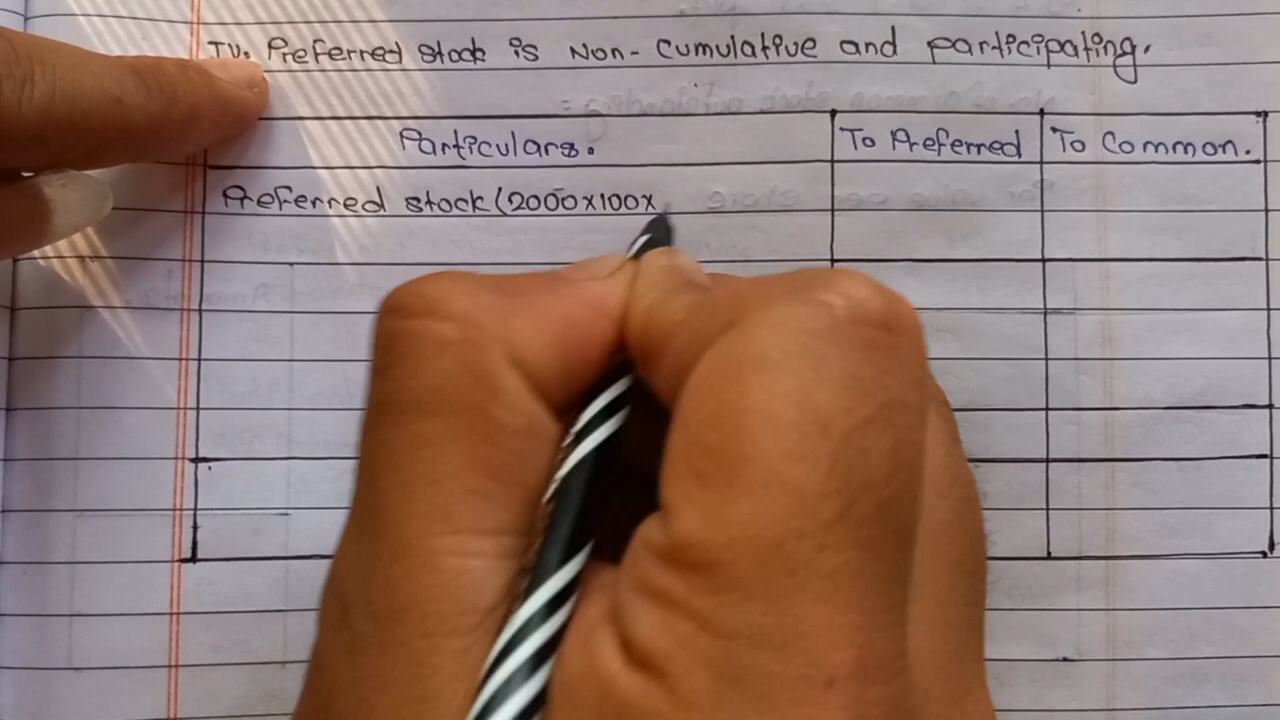 IV. Preferred stock is Non-cumulative and participating.
Particulars. To Preferred To Common.
Preferred stock (2000x100x